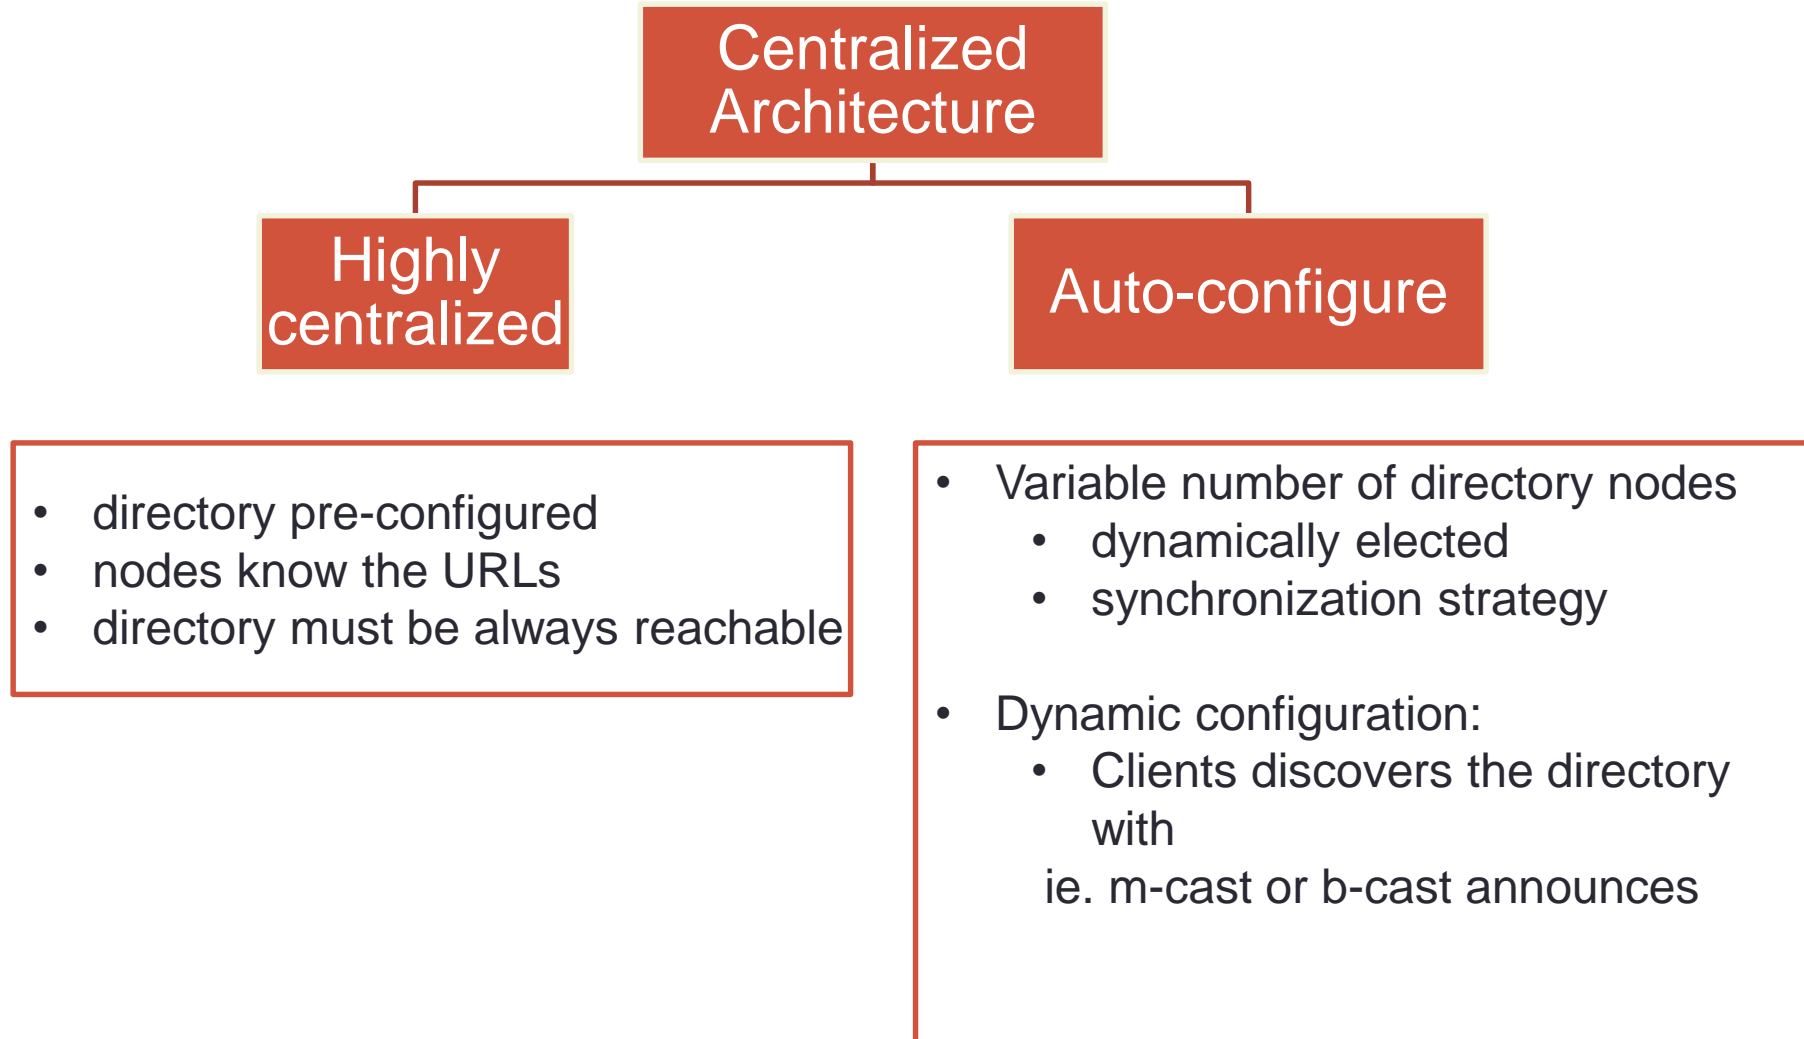 Centralized
Architecture
Highly
centralized
Auto-configure
• directory pre-configured
• nodes know the URLs
• directory must be always reachable
• Variable number of directory nodes
• dynamically elected
• synchronization strategy
• Dynamic configuration:
• Clients discovers the directory
with
ie. m-cast or b-cast announces